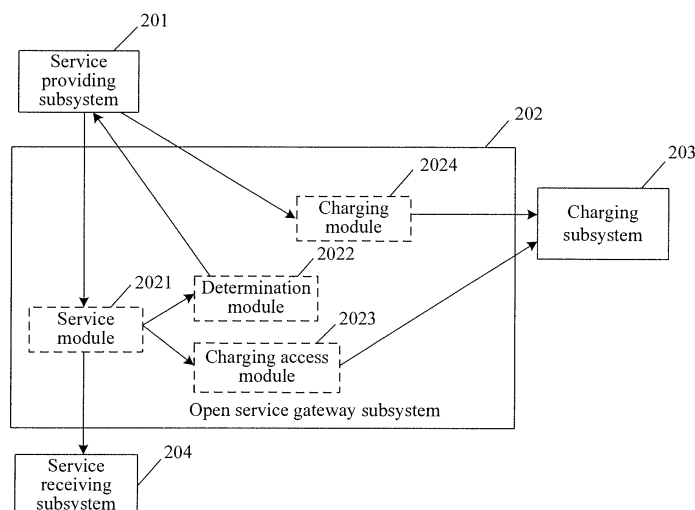 201
Service
providing
subsystem
202
2024
203
Charging
module
Charging
subsystem
2022
2021
Determination
module
Service
module
2023
Charging access
module
Open service gateway subsystem
204
Service
receiving
subsystem